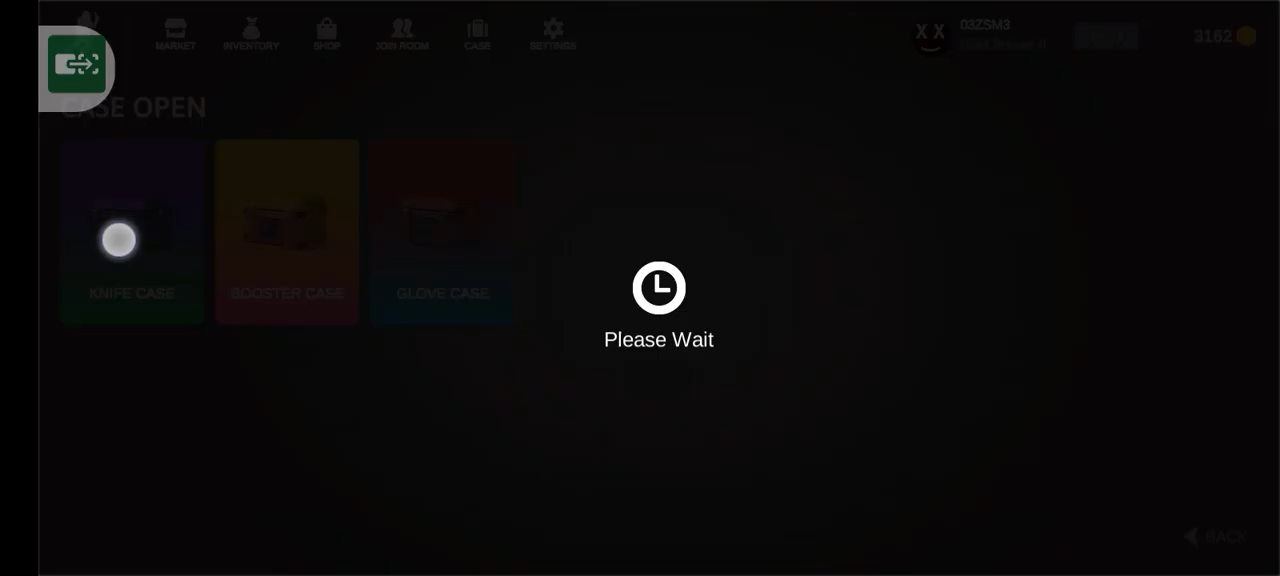 MARKET
INVENTORY
SHOP
JOIN ROOM
CASE
SETTINGS
03ZSM3
3162
CASE OPEN
KNIFE CASE
BOOSTER CASE
GLOVE CASE
Please Wait
BACK